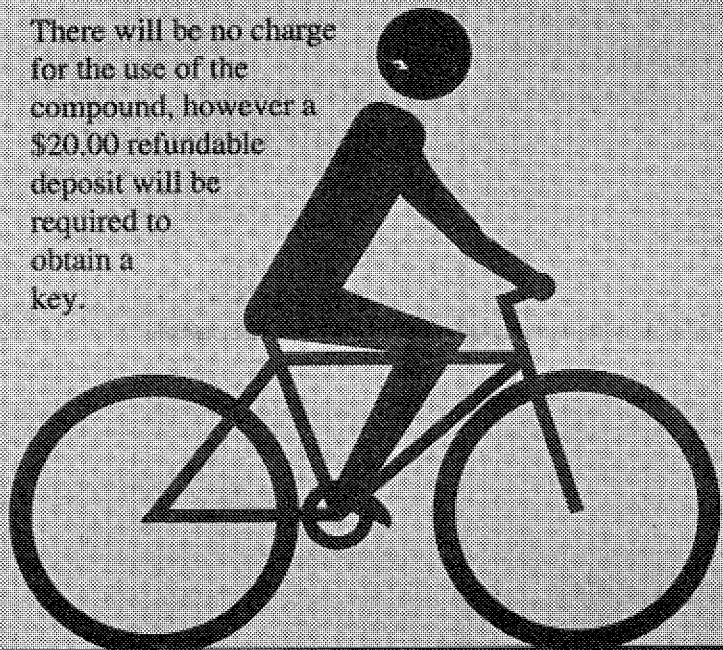 There will be no charge
for the use of the
compound, however a
$20.00 refundable
deposit will be
required to
obtain a
key.